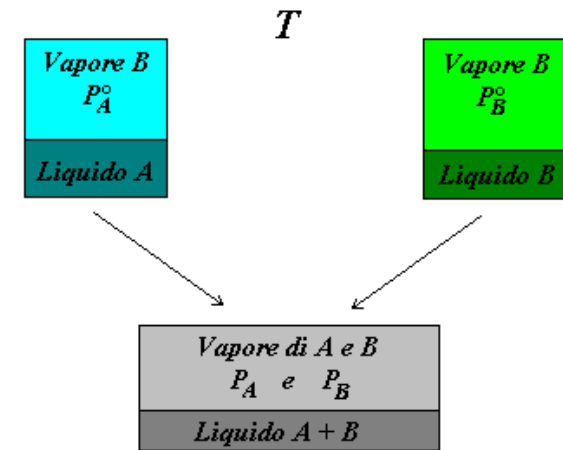 T
Vapore B
P°A
Liquido A
Vapore B
P°B
Liquido B
Vapore di A e B
PA e PB
Liquido A + B